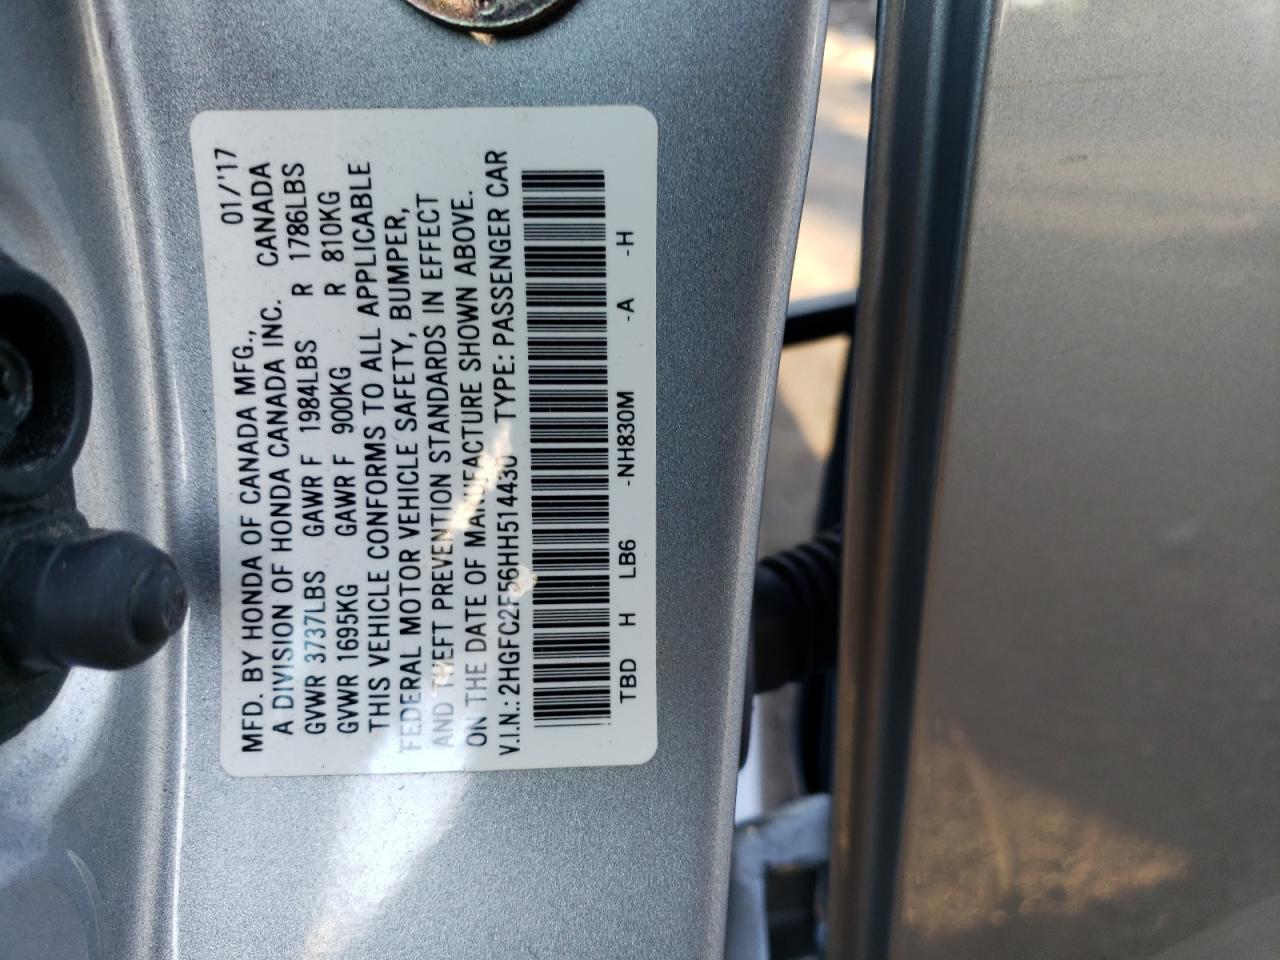 MFD. BY HONDA OF CANADA MFG., 01/'17
A DIVISION OF HONDA CANADA INC. CANADA
GVWR 3737LBS GAWR F 1984LBS R 1786LBS
GVWR 1695KG GAWR F 900KG R 810KG
THIS VEHICLE CONFORMS TO ALL APPLICABLE
FEDERAL MOTOR VEHICLE SAFETY, BUMPER,
AND THEFT PREVENTION STANDARDS IN EFFECT
ON THE DATE OF MANUFACTURE SHOWN ABOVE.
V.I.N.: 2HGFC2F56HH514430 TYPE: PASSENGER CAR
TBD H LB6 -NH830M -A -H